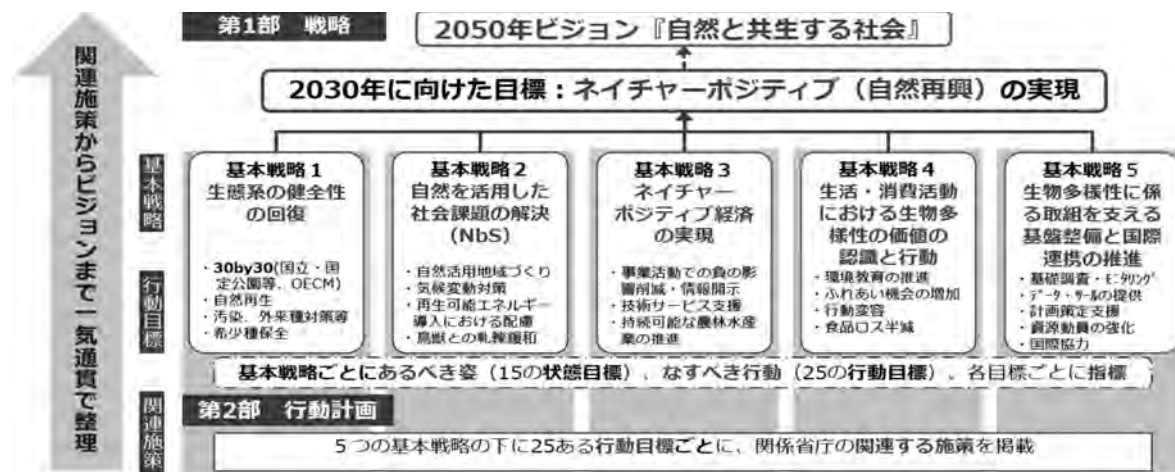 関連施策からビジョンまで一気通貫で整理
第1部 戦略
2050年ビジョン『自然と共生する社会』
2030年に向けた目標：ネイチャーポジティブ（自然再興）の実現
基本戦略
行動目標
関連施策
基本戦略1
生態系の健全性
の回復
・30by30(国立・国
定公園等、OECM)
・自然再生
・汚染、外来種対策等
・希少種保全
基本戦略2
自然を活用した
社会課題の解決
(NbS)
・自然活用地域づくり
・気候変動対策
・再生可能エネルギー
導入における配慮
・鳥獣との軋轢緩和
基本戦略3
ネイチャー
ポジティブ経済
の実現
・事業活動での負の影
響削減・情報開示
・技術サービス支援
・持続可能な農林水産
業の推進
基本戦略4
生活・消費活動
における生物多
様性の価値の
認識と行動
・環境教育の推進
・ふれあい機会の増加
・行動変容
・食品ロス半減
基本戦略5
生物多様性に係
る取組を支える
基盤整備と国際
連携の推進
・基礎調査・モニタリング
・データ・ツールの提供
・計画策定支援
・資源動員の強化
・国際協力
基本戦略ごとにあるべき姿（15の状態目標）、なすべき行動（25の行動目標）、各目標ごとに指標
第2部 行動計画
5つの基本戦略の下に25ある行動目標ごとに、関係省庁の関連する施策を掲載